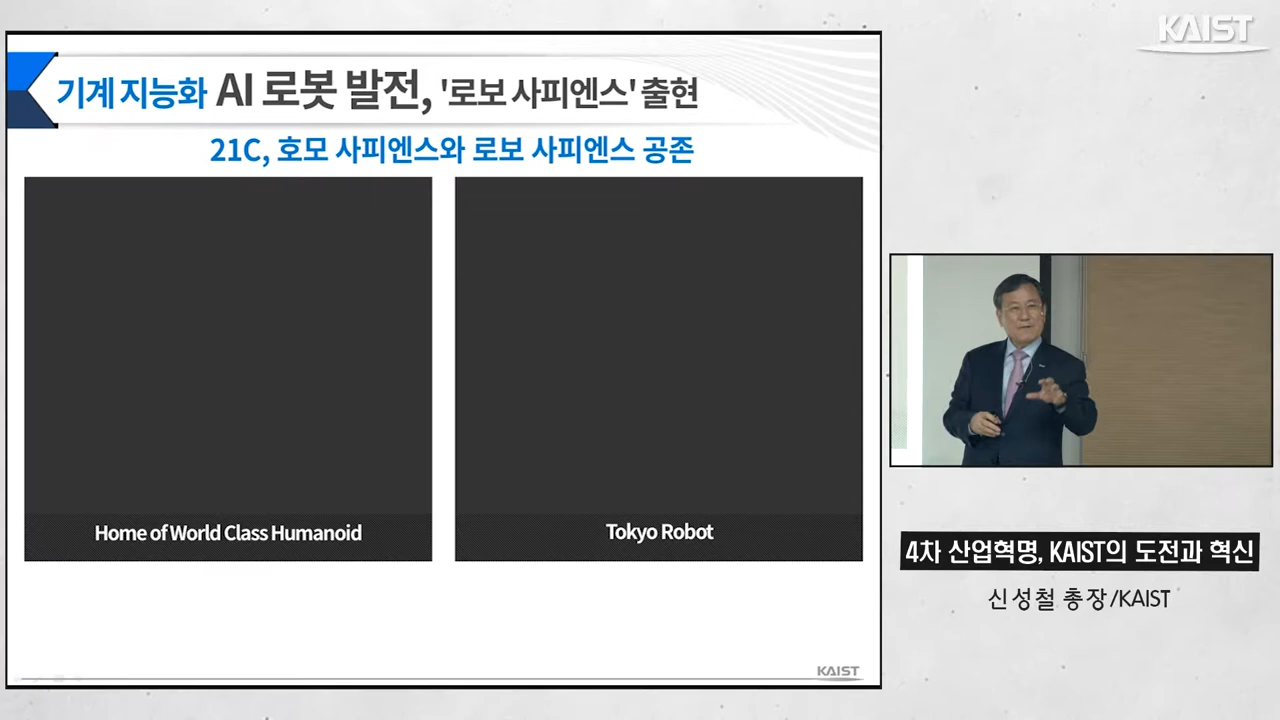 KAIST
기계 지능화 AI 로봇 발전, '로보 사피엔스' 출현
21C, 호모 사피엔스와 로보 사피엔스 공존
Home of World Class Humanoid
Tokyo Robot
KAIST
4차 산업혁명, KAIST의 도전과 혁신
신성철 총장/KAIST